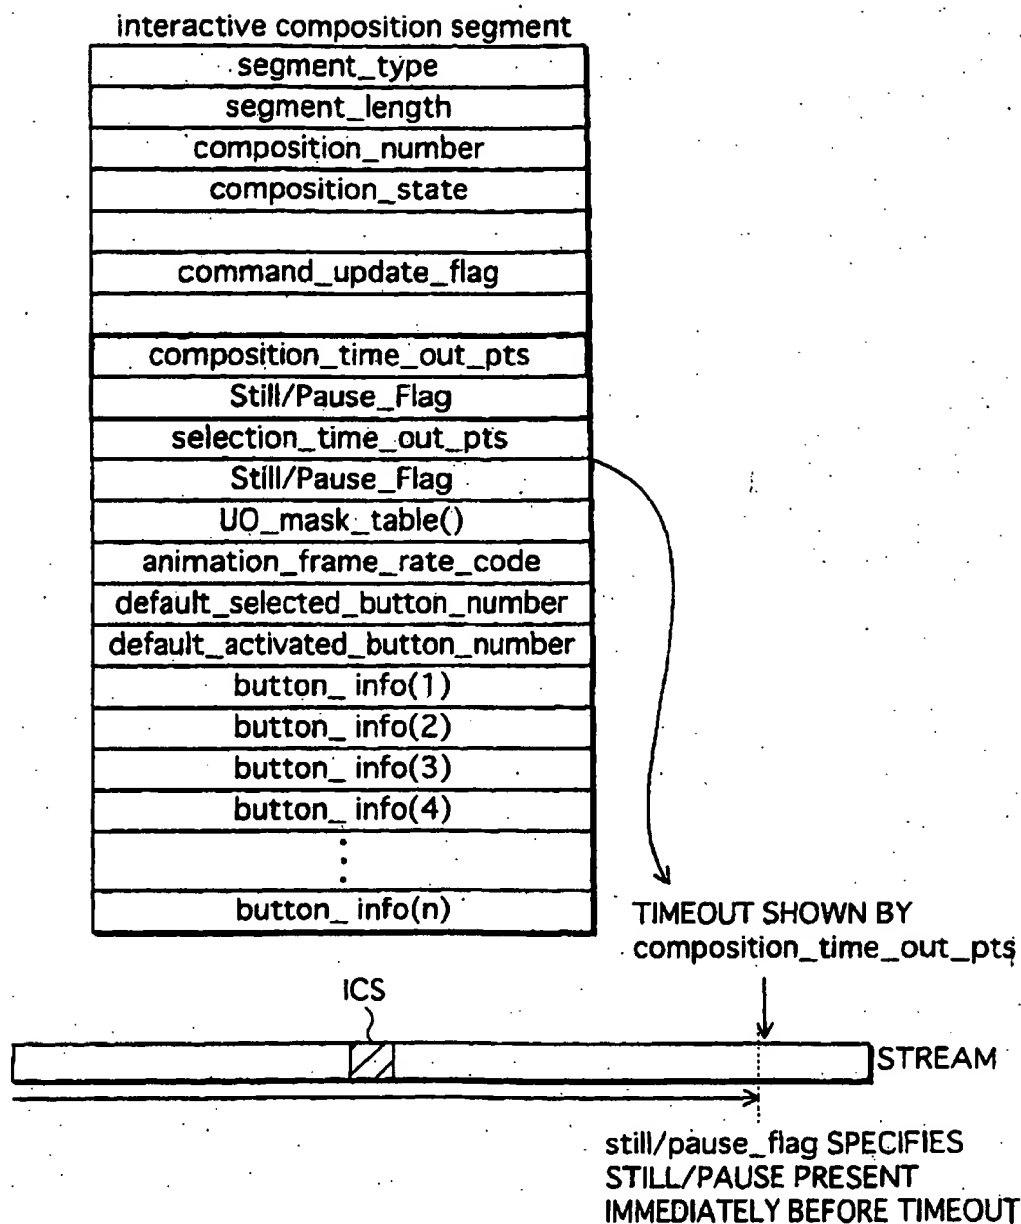 interactive composition segment
segment_type
segment_length
composition_number
composition_state
command_update_flag
composition_time_out_pts
Still/Pause_Flag
selection_time_out_pts
Still/Pause_Flag
UO_mask_table()
animation_frame_rate_code
default_selected_button_number
default_activated_button_number
button_ info(1)
button_ info(2)
button_ info(3)
button_ info(4)
button_ info(n)
TIMEOUT SHOWN BY
composition_time_out_pts
ICS
STREAM
still/pause_flag SPECIFIES
STILL/PAUSE PRESENT
IMMEDIATELY BEFORE TIMEOUT